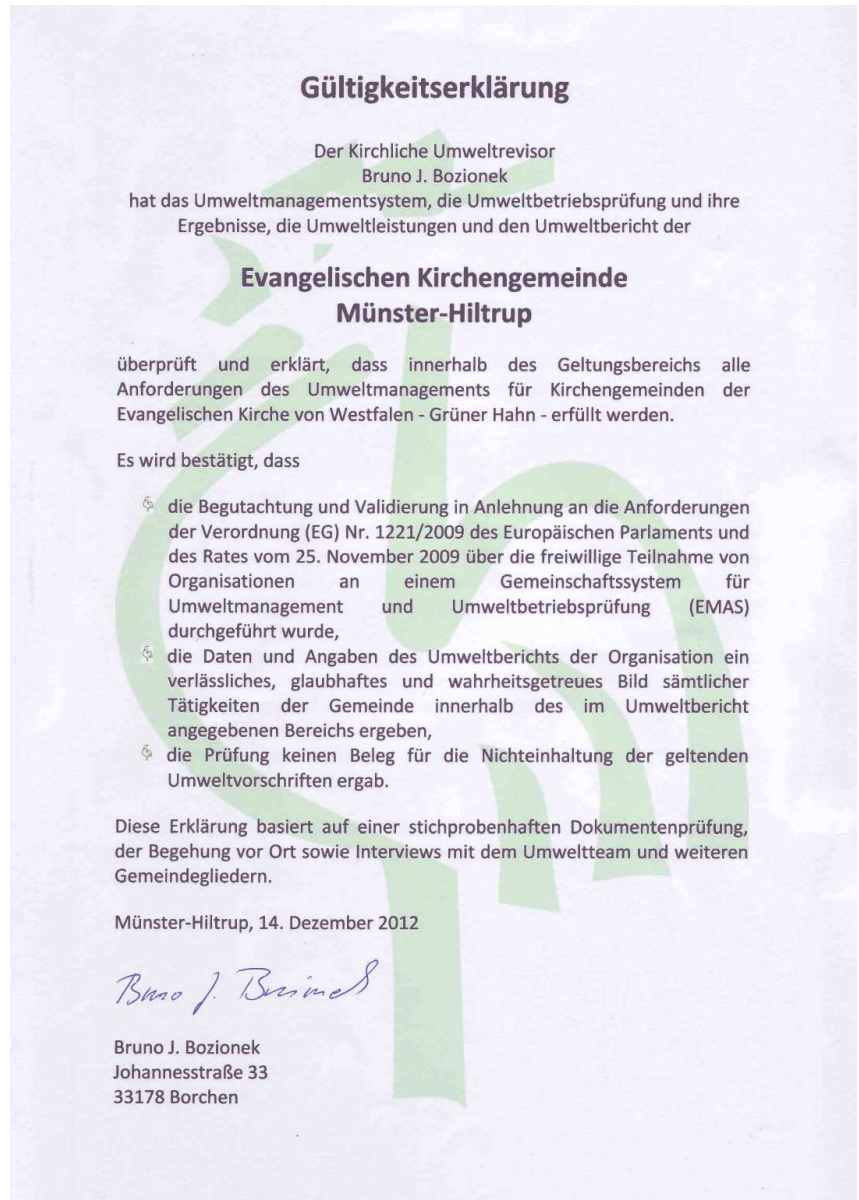 Gültigkeitserklärung
Der Kirchliche Umweltrevisor
Bruno J. Bozionek
hat das Umweltmanagementsystem, die Umweltbetriebsprüfung und ihre
Ergebnisse, die Umweltleistungen und den Umweltbericht der
Evangelischen Kirchengemeinde
Münster-Hiltrup
überprüft und erklärt, dass innerhalb des Geltungsbereichs alle
Anforderungen des Umweltmanagements für Kirchengemeinden der
Evangelischen Kirche von Westfalen - Grüner Hahn - erfüllt werden.
Es wird bestätigt, dass
die Begutachtung und Validierung in Anlehnung an die Anforderungen
der Verordnung (EG) Nr. 1221/2009 des Europäischen Parlaments und
des Rates vom 25. November 2009 über die freiwillige Teilnahme von
Organisationen an einem Gemeinschaftssystem für
Umweltmanagement und Umweltbetriebsprüfung (EMAS)
durchgeführt wurde,
die Daten und Angaben des Umweltberichts der Organisation ein
verlässliches, glaubhaftes und wahrheitsgetreues Bild sämtlicher
Tätigkeiten der Gemeinde innerhalb des im Umweltbericht
angegebenen Bereichs ergeben,
die Prüfung keinen Beleg für die Nichteinhaltung der geltenden
Umweltvorschriften ergab.
Diese Erklärung basiert auf einer stichprobenhaften Dokumentenprüfung,
der Begehung vor Ort sowie Interviews mit dem Umweltteam und weiteren
Gemeindegliedern.
Münster-Hiltrup, 14. Dezember 2012
Bruno J.
Bruno J. Bozionek
Johannesstraße 33
33178 Borchen